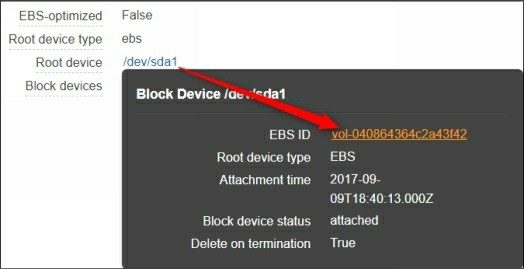 EBS-optimized False
Root device type ebs
Root device /dev/sda1
Block devices
Block Device /dev/sda1
EBS ID vol-040864364c2a43f42
Root device type EBS
Attachment time 2017-09-
09T18:40:13.000Z
Block device status attached
Delete on termination True